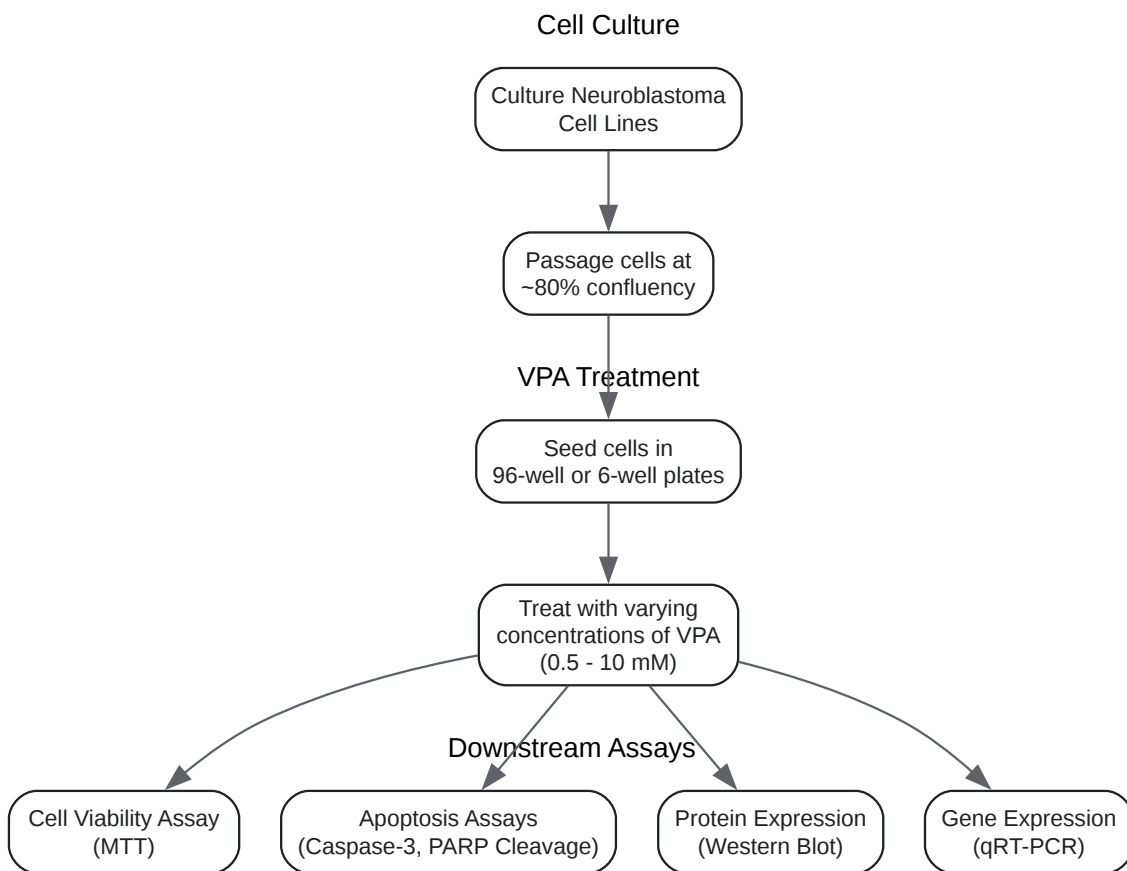 Cell Culture
Culture Neuroblastoma
Cell Lines
Passage cells at
~80% confluency
VPA Treatment
Seed cells in
96-well or 6-well plates
Treat with varying
concentrations of VPA
(0.5 - 10 mM)
Downstream Assays
Cell Viability Assay
(MTT)
Apoptosis Assays
(Caspase-3, PARP Cleavage)
Protein Expression
(Western Blot)
Gene Expression
(qRT-PCR)